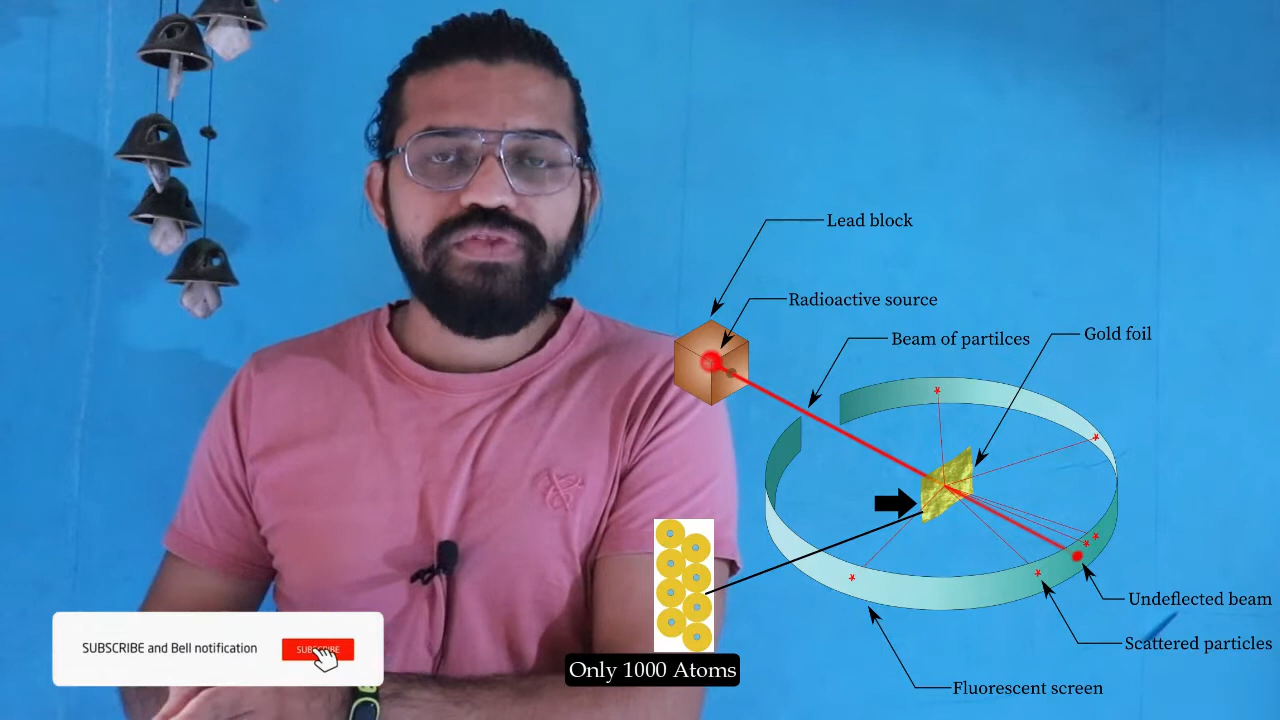 Lead block
Radioactive source
Beam of partilces
Gold foil
Undeflected beam
Scattered particles
Fluorescent screen
Only 1000 Atoms
SUBSCRIBE and Bell notification
SUBSCRIBE